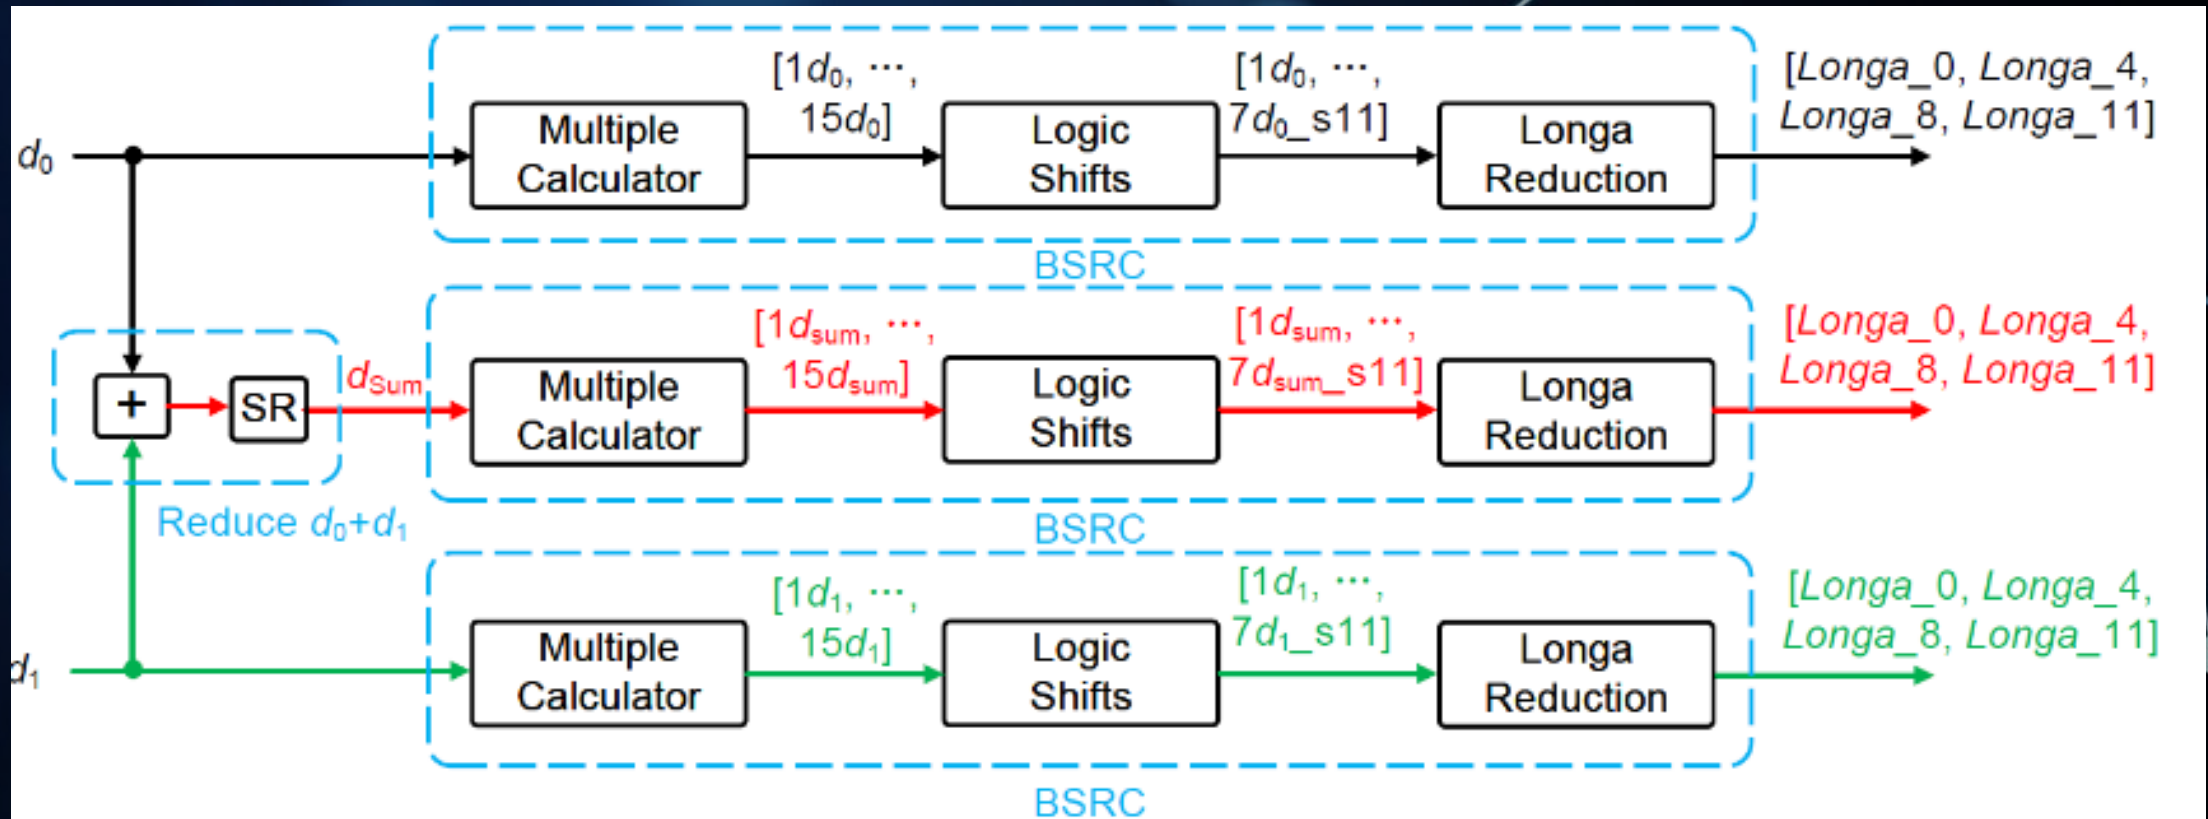 d₀
Multiple
Calculator
[1d₀, ···,
15d₀]
Logic
Shifts
[1d₀, ···,
7d₀_s11]
Longa
Reduction
[Longa_0, Longa_4,
Longa_8, Longa_11]
BSRC
+
SR
dSum
Multiple
Calculator
[1dsum, ···,
15dsum]
Logic
Shifts
[1dsum, ···,
7dsum_s11]
Longa
Reduction
[Longa_0, Longa_4,
Longa_8, Longa_11]
Reduce d₀+d₁
BSRC
d₁
Multiple
Calculator
[1d₁, ···,
15d₁]
Logic
Shifts
[1d₁, ···,
7d₁_s11]
Longa
Reduction
[Longa_0, Longa_4,
Longa_8, Longa_11]
BSRC